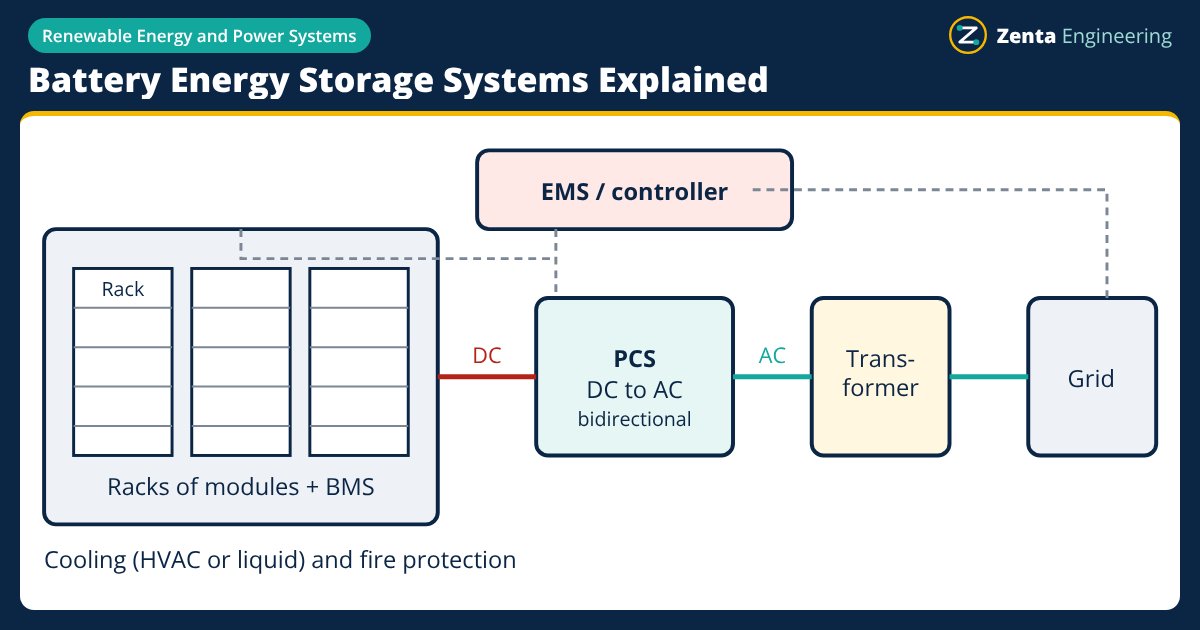 Renewable Energy and Power Systems
Zenta Engineering
Battery Energy Storage Systems Explained
EMS / controller
Rack
Racks of modules + BMS
DC
PCS
DC to AC
bidirectional
AC
Trans-
former
Grid
Cooling (HVAC or liquid) and fire protection